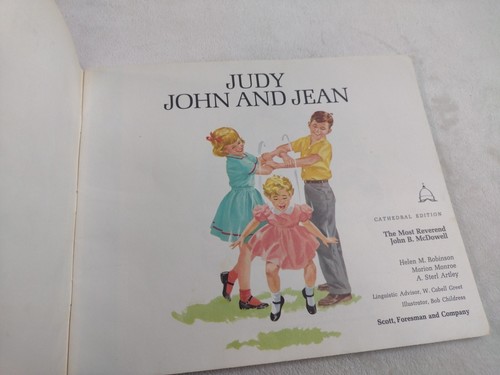 JUDY
JOHN AND JEAN
CATHEDRAL EDITION
The Most Reverend
John B. McDowell
Helen M. Robinson
Marion Monroe
A. Sterl Artley
Linguistic Advisor, W. Cabell Greet
Illustrator, Bob Childress
Scott, Foresman and Company